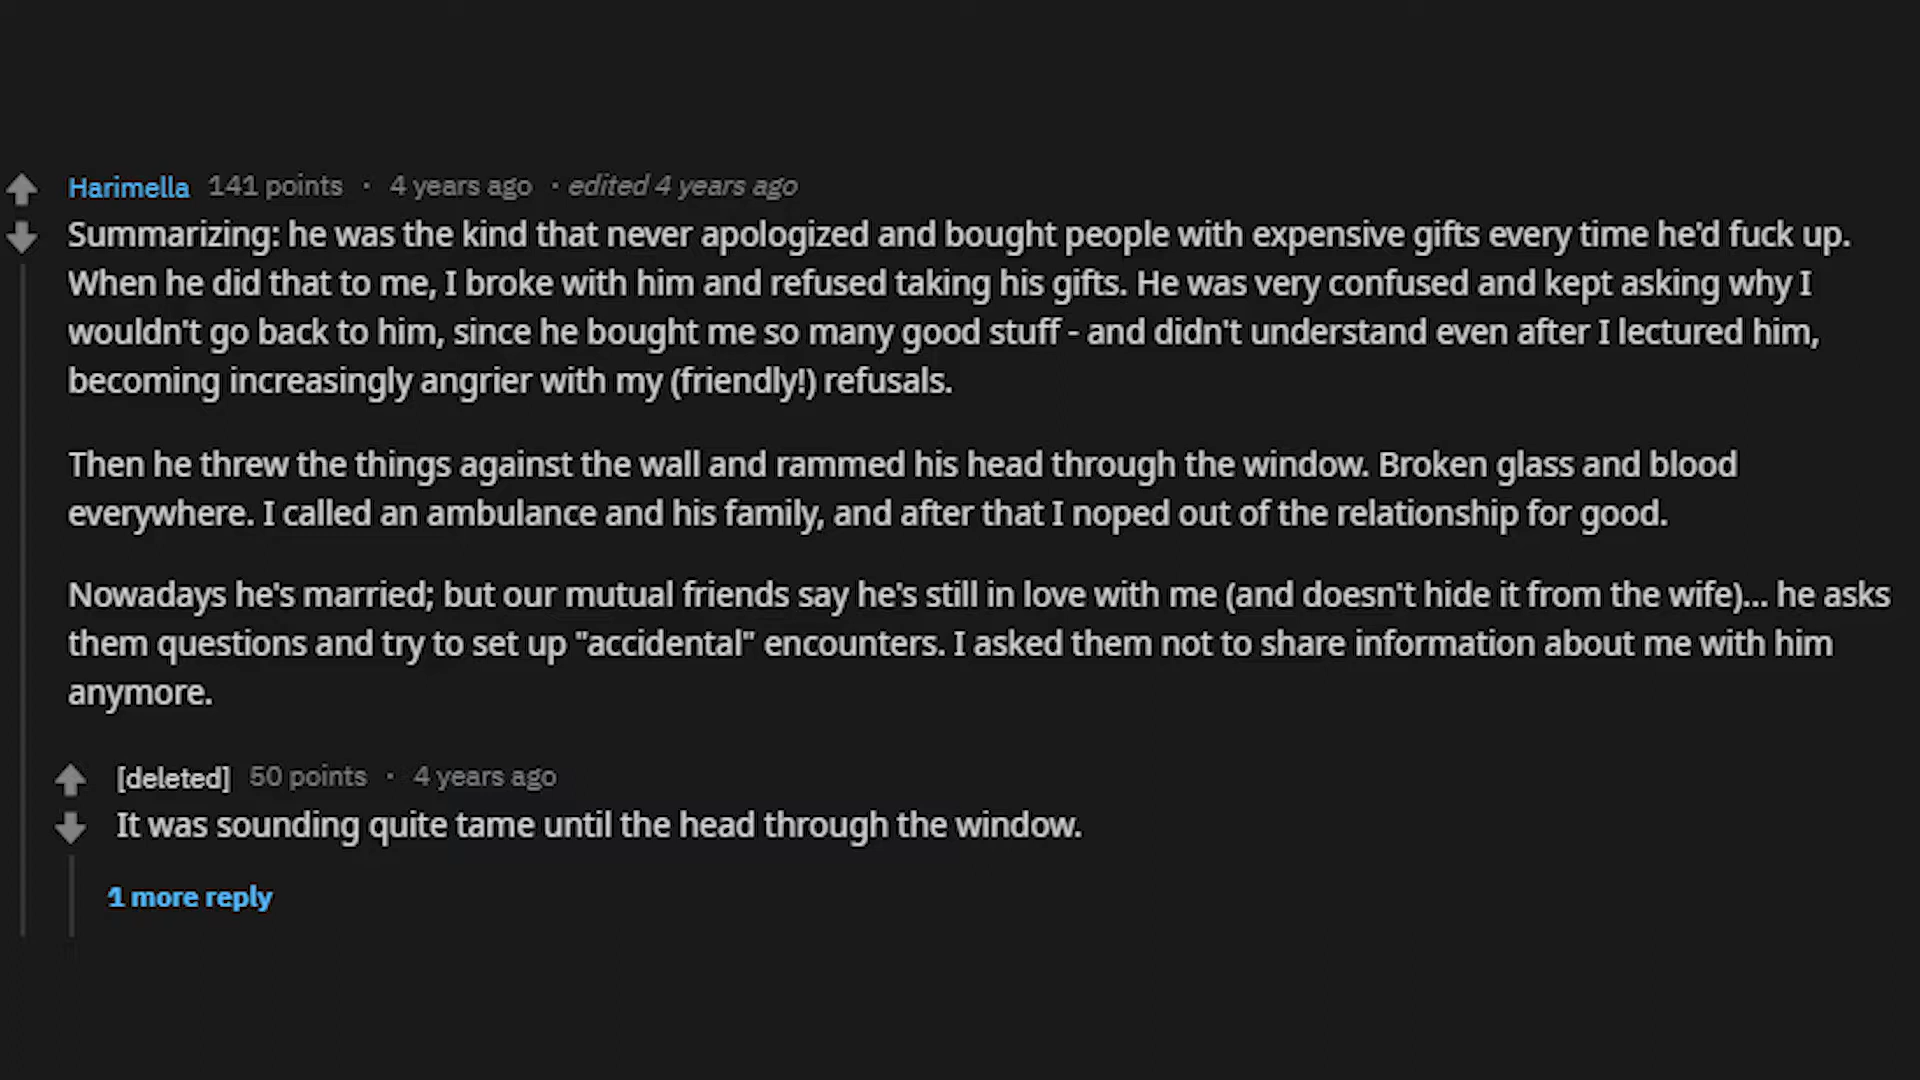 Harimella 141 points · 4 years ago · edited 4 years ago
Summarizing: he was the kind that never apologized and bought people with expensive gifts every time he'd fuck up.
When he did that to me, I broke with him and refused taking his gifts. He was very confused and kept asking why I
wouldn't go back to him, since he bought me so many good stuff - and didn't understand even after I lectured him,
becoming increasingly angrier with my (friendly!) refusals.
Then he threw the things against the wall and rammed his head through the window. Broken glass and blood
everywhere. I called an ambulance and his family, and after that I noped out of the relationship for good.
Nowadays he's married; but our mutual friends say he's still in love with me (and doesn't hide it from the wife)... he asks
them questions and try to set up "accidental" encounters. I asked them not to share information about me with him
anymore.
[deleted] 50 points · 4 years ago
It was sounding quite tame until the head through the window.
1 more reply